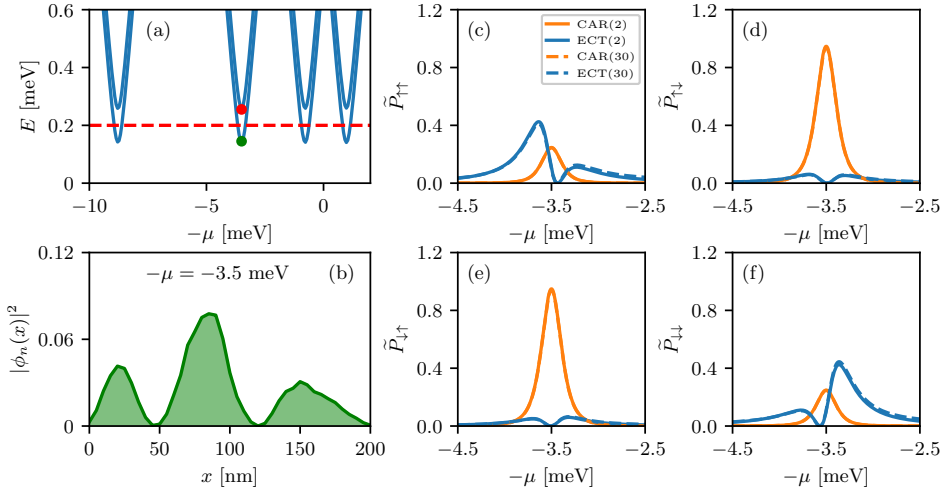 (a)
E [meV]
0.6
0.4
0.2
0
−10
−5
0
−μ [meV]
(c)
CAR(2)
ECT(2)
CAR(30)
ECT(30)
P̃↑↑
1.2
0.8
0.4
0.0
−4.5
−3.5
−2.5
−μ [meV]
(d)
P̃↑↓
1.2
0.8
0.4
0.0
−4.5
−3.5
−2.5
−μ [meV]
−μ = −3.5 meV
(b)
|ϕn(x)|²
0.12
0.06
0
0
50
100
150
200
x [nm]
(e)
P̃↓↑
1.2
0.8
0.4
0.0
−4.5
−3.5
−2.5
−μ [meV]
(f)
P̃↓↓
1.2
0.8
0.4
0.0
−4.5
−3.5
−2.5
−μ [meV]